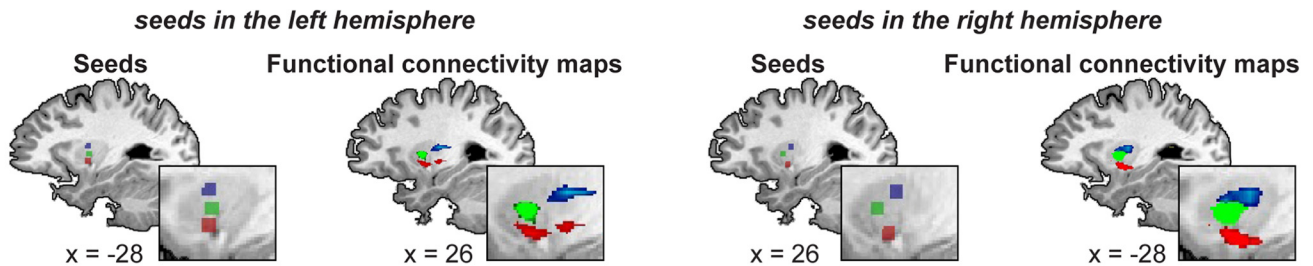 seeds in the left hemisphere
seeds in the right hemisphere
Seeds
Functional connectivity maps
Seeds
Functional connectivity maps
x = -28
x = 26
x = 26
x = -28